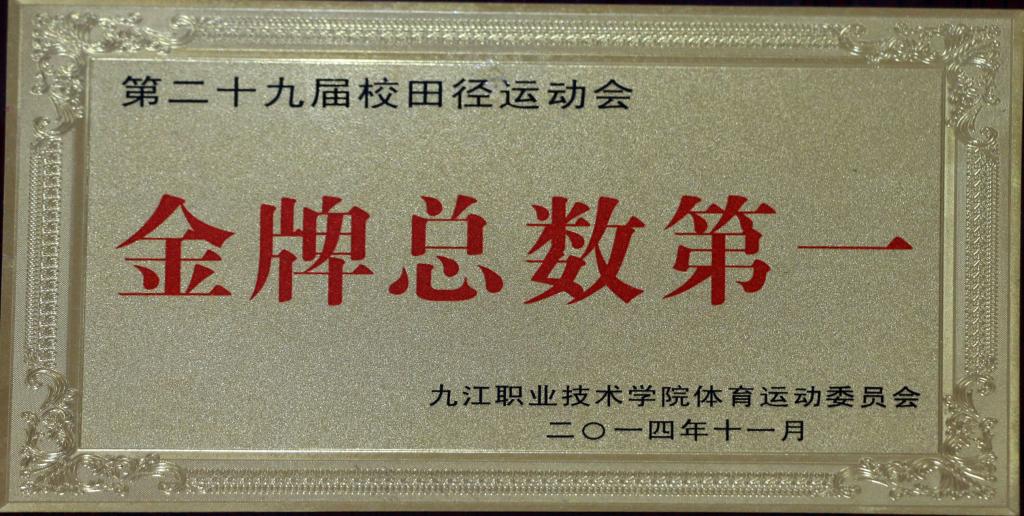 第二十九届校田径运动会
金牌总数第一
九江职业技术学院体育运动委员会
二〇一四年十一月